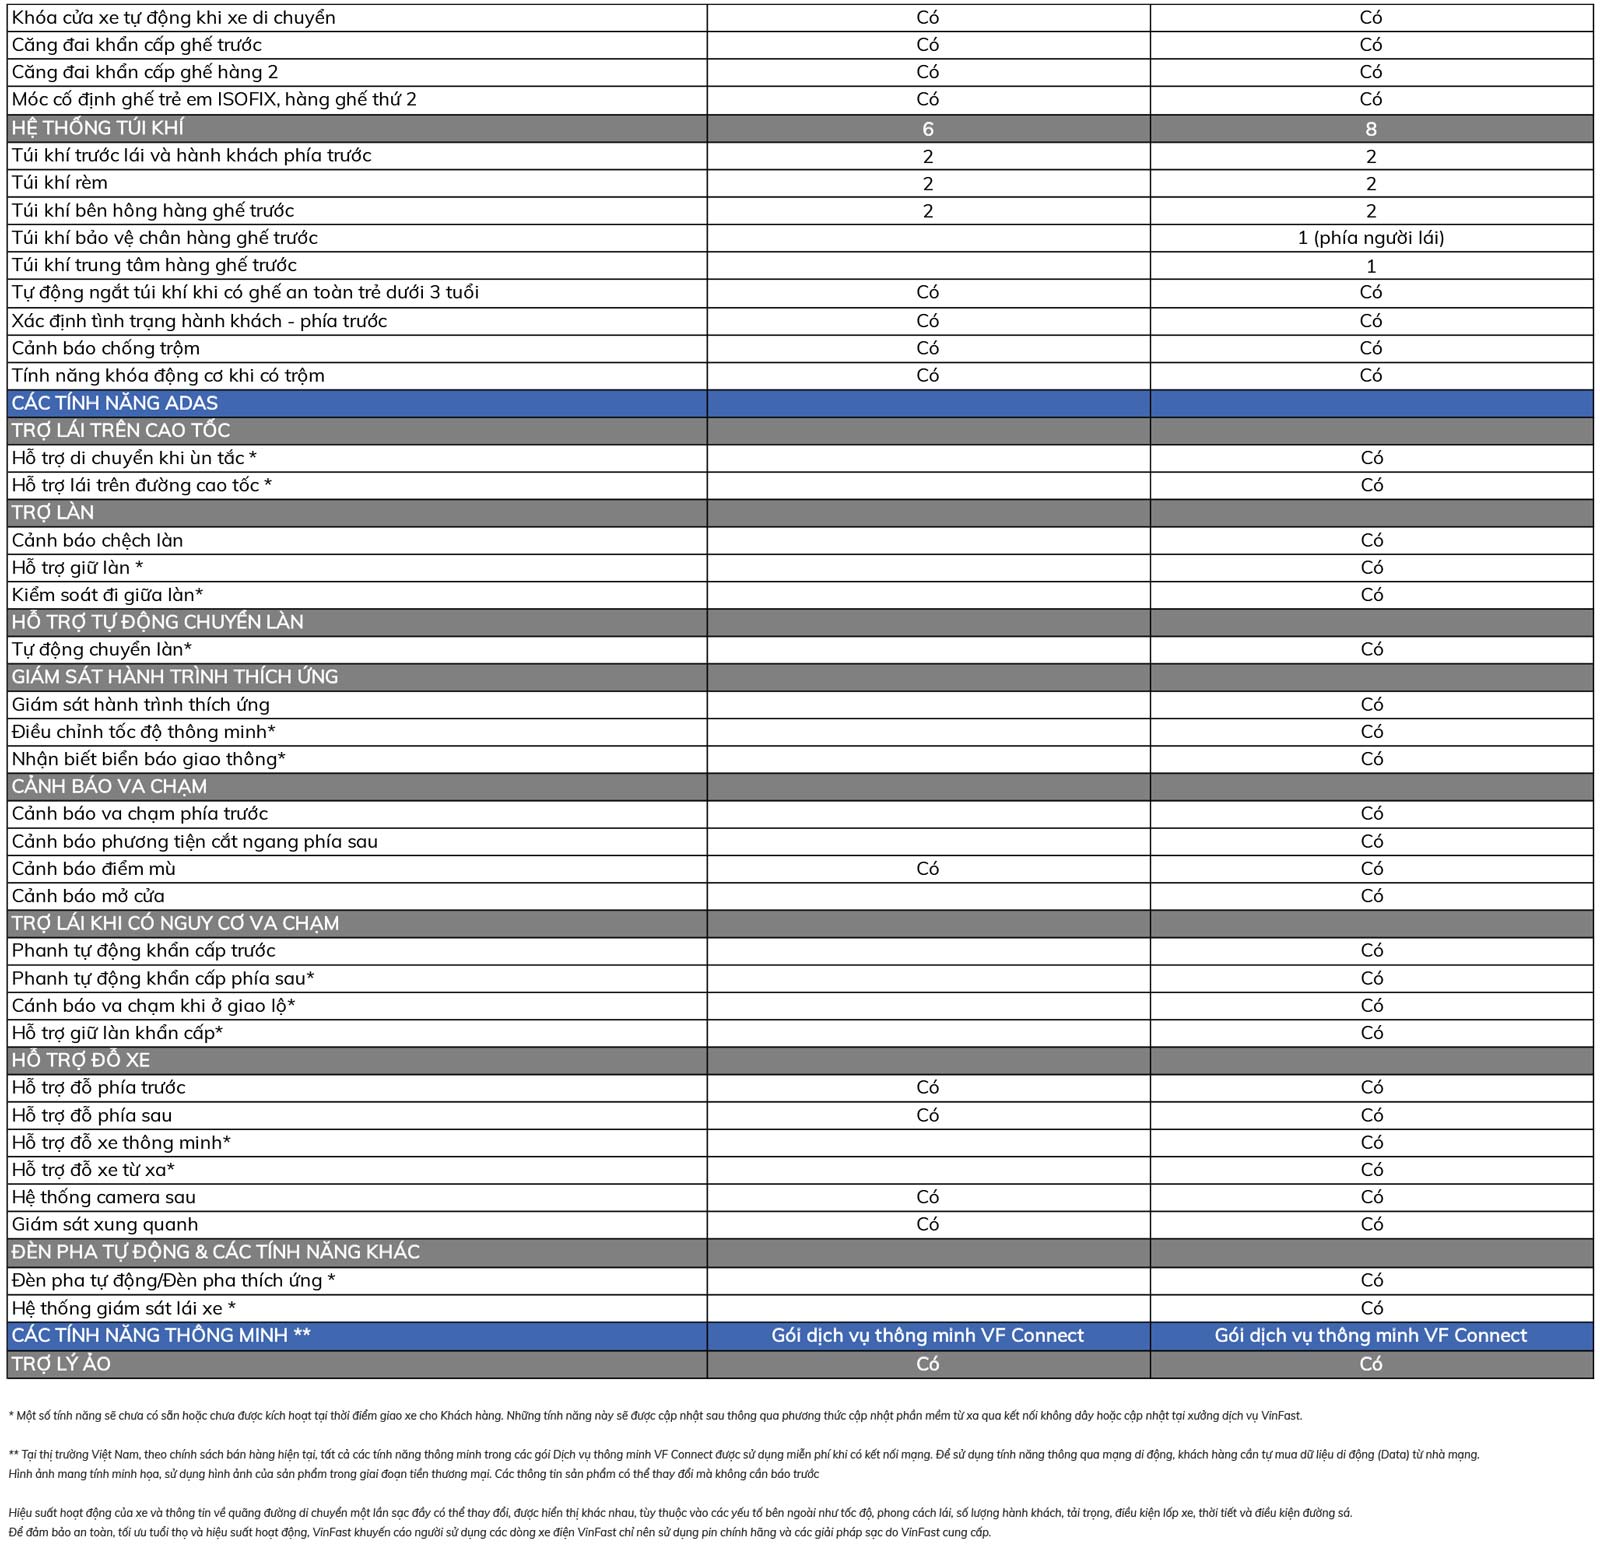 Khóa cửa xe tự động khi xe di chuyển Có Có
Căng đai khẩn cấp ghế trước Có Có
Căng đai khẩn cấp ghế hàng 2 Có Có
Móc cố định ghế trẻ em ISOFIX, hàng ghế thứ 2 Có Có
HỆ THỐNG TÚI KHÍ 6 8
Túi khí trước lái và hành khách phía trước 2 2
Túi khí rèm 2 2
Túi khí bên hông hàng ghế trước 2 2
Túi khí bảo vệ chân hàng ghế trước 1 (phía người lái)
Túi khí trung tâm hàng ghế trước 1
Tự động ngắt túi khí khi có ghế an toàn trẻ dưới 3 tuổi Có Có
Xác định tình trạng hành khách - phía trước Có Có
Cảnh báo chống trộm Có Có
Tính năng khóa động cơ khi có trộm Có Có
CÁC TÍNH NĂNG ADAS
TRỢ LÁI TRÊN CAO TỐC
Hỗ trợ di chuyển khi ùn tắc * Có
Hỗ trợ lái trên đường cao tốc * Có
TRỢ LÀN
Cảnh báo chệch làn Có
Hỗ trợ giữ làn * Có
Kiểm soát đi giữa làn* Có
HỖ TRỢ TỰ ĐỘNG CHUYỂN LÀN
Tự động chuyển làn* Có
GIÁM SÁT HÀNH TRÌNH THÍCH ỨNG
Giám sát hành trình thích ứng Có
Điều chỉnh tốc độ thông minh* Có
Nhận biết biển báo giao thông* Có
CẢNH BÁO VA CHẠM
Cảnh báo va chạm phía trước Có
Cảnh báo phương tiện cắt ngang phía sau Có
Cảnh báo điểm mù Có Có
Cảnh báo mở cửa Có
TRỢ LÁI KHI CÓ NGUY CƠ VA CHẠM
Phanh tự động khẩn cấp trước Có
Phanh tự động khẩn cấp phía sau* Có
Cánh báo va chạm khi ở giao lộ* Có
Hỗ trợ giữ làn khẩn cấp* Có
HỖ TRỢ ĐỖ XE
Hỗ trợ đỗ phía trước Có Có
Hỗ trợ đỗ phía sau Có Có
Hỗ trợ đỗ xe thông minh* Có
Hỗ trợ đỗ xe từ xa* Có
Hệ thống camera sau Có Có
Giám sát xung quanh Có Có
ĐÈN PHA TỰ ĐỘNG & CÁC TÍNH NĂNG KHÁC
Đèn pha tự động/Đèn pha thích ứng * Có
Hệ thống giám sát lái xe * Có
CÁC TÍNH NĂNG THÔNG MINH ** Gói dịch vụ thông minh VF Connect Gói dịch vụ thông minh VF Connect
TRỢ LÝ ẢO Có Có
* Một số tính năng sẽ chưa có sẵn hoặc chưa được kích hoạt tại thời điểm giao xe cho Khách hàng. Những tính năng này sẽ được cập nhật sau thông qua phương thức cập nhật phần mềm từ xa qua kết nối không dây hoặc cập nhật tại xưởng dịch vụ VinFast.
** Tại thị trường Việt Nam, theo chính sách bán hàng hiện tại, tất cả các tính năng thông minh trong các gói Dịch vụ thông minh VF Connect được sử dụng miễn phí khi có kết nối mạng. Để sử dụng tính năng thông qua mạng di động, khách hàng cần tự mua dữ liệu di động (Data) từ nhà mạng.
Hình ảnh mang tính minh họa, sử dụng hình ảnh của sản phẩm trong giai đoạn tiền thương mại. Các thông tin sản phẩm có thể thay đổi mà không cần báo trước
Hiệu suất hoạt động của xe và thông tin về quãng đường di chuyển một lần sạc đầy có thể thay đổi, được hiển thị khác nhau, tùy thuộc vào các yếu tố bên ngoài như tốc độ, phong cách lái, số lượng hành khách, tải trọng, điều kiện lốp xe, thời tiết và điều kiện đường sá.
Để đảm bảo an toàn, tối ưu tuổi thọ và hiệu suất hoạt động, VinFast khuyến cáo người sử dụng các dòng xe điện VinFast chỉ nên sử dụng pin chính hãng và các giải pháp sạc do VinFast cung cấp.